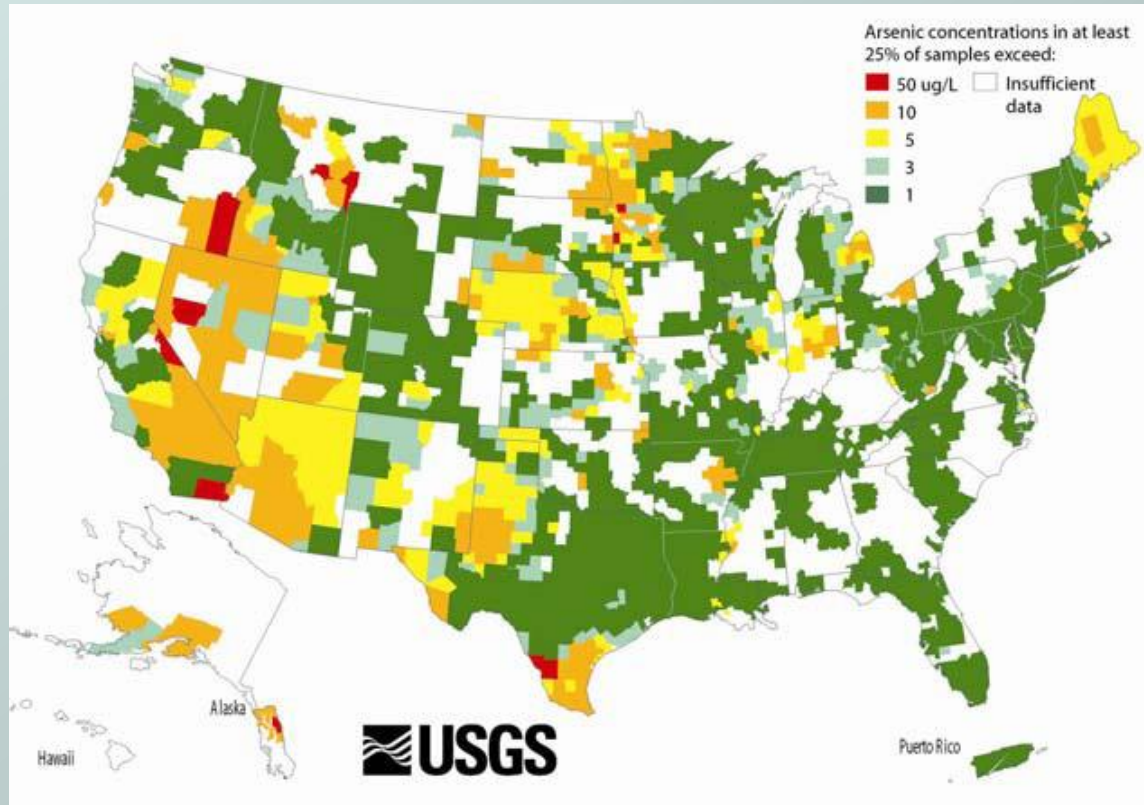 Arsenic concentrations in at least
25% of samples exceed:
50 ug/L
Insufficient
data
10
5
3
1
Alaska
Hawaii
USGS
Puerto Rico